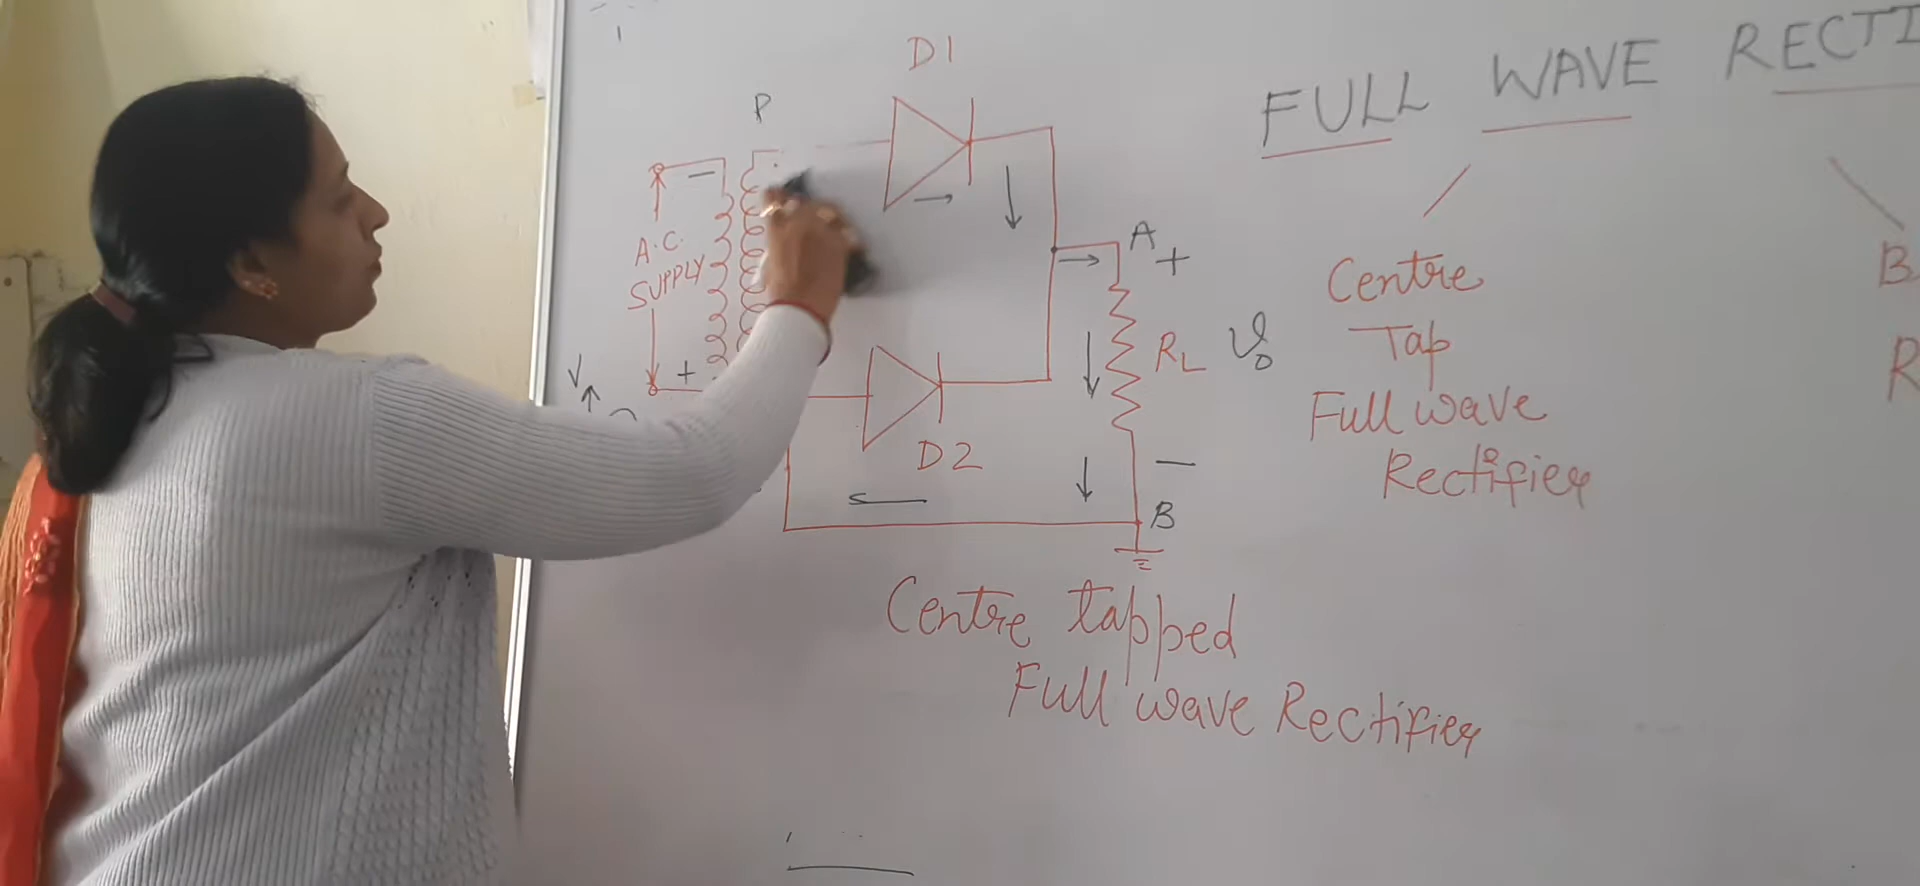 D1
P
FULL WAVE RECTI
A.C.
SUPPLY
A
+
−
+
RL
V0
Centre
Tap
Full wave
Rectifier
B
R
V
D2
−
B
Centre tapped
Full wave Rectifier